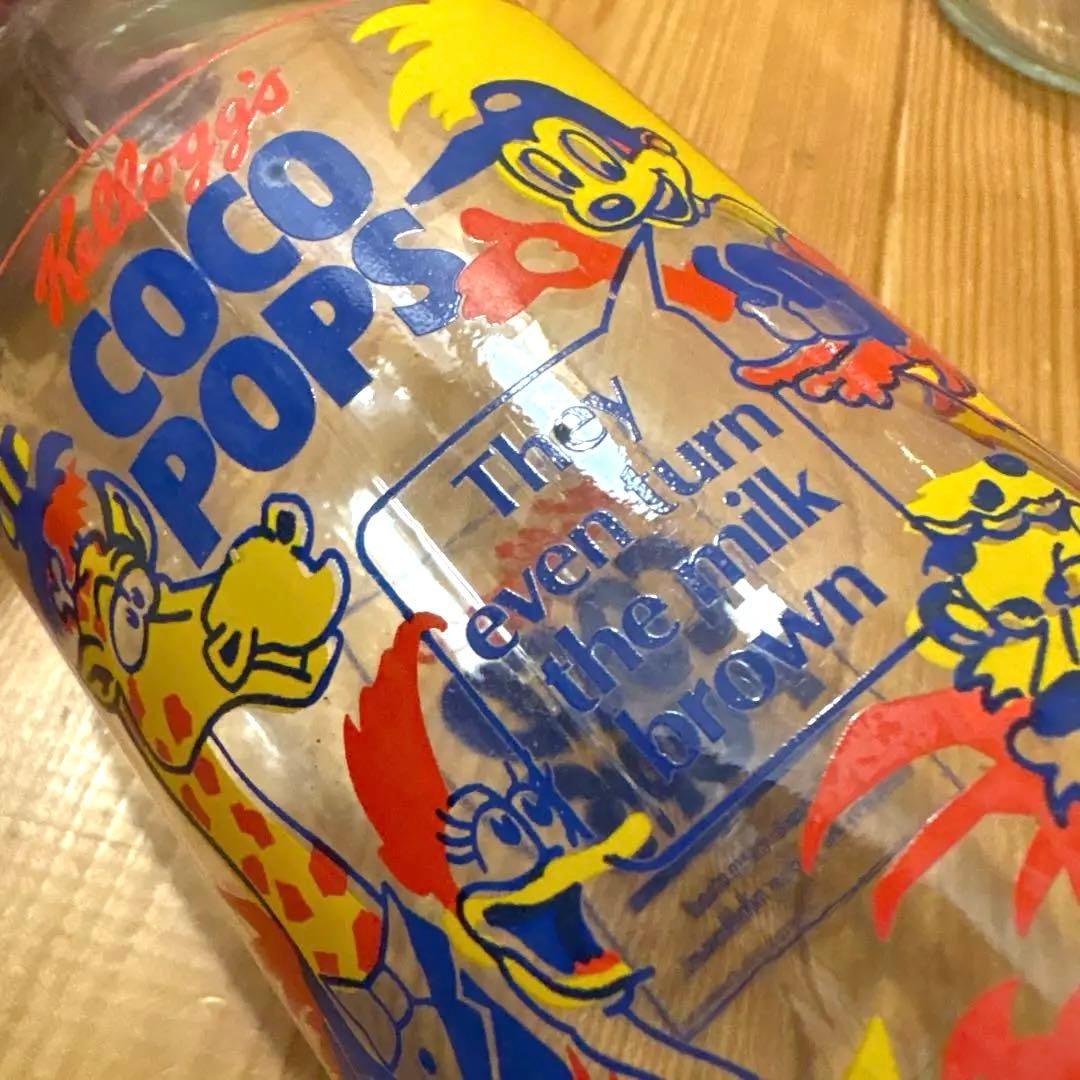 Kellogg's
COCO
POPS
They
even turn
the milk
brown